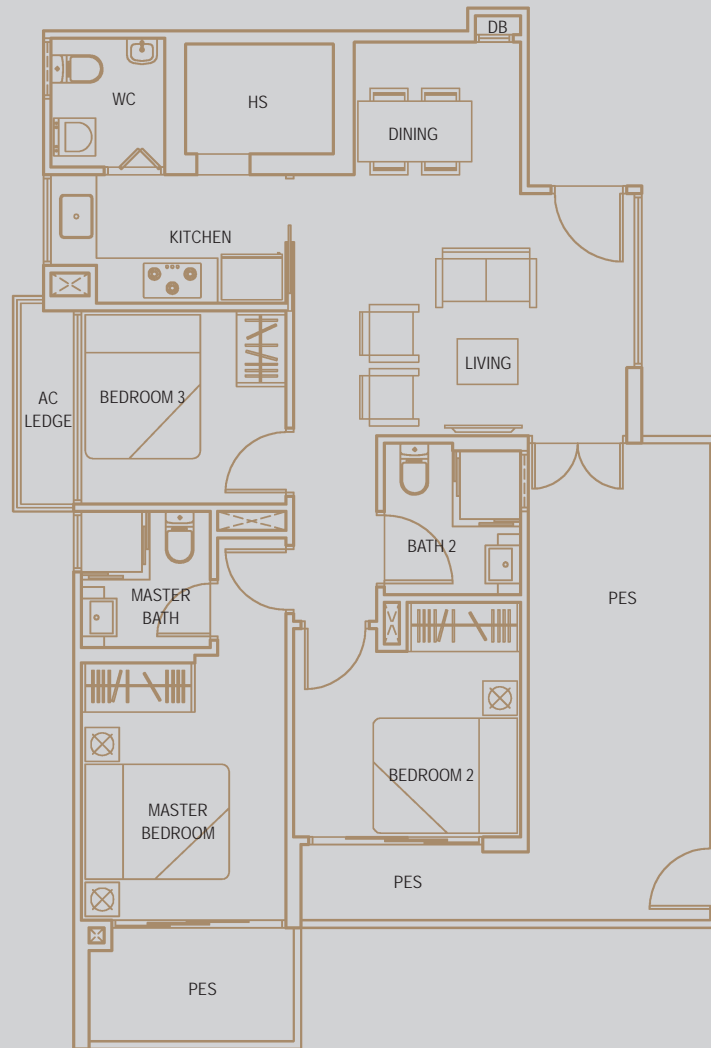 DB
WC
HS
DINING
KITCHEN
LIVING
AC
LEDGE
BEDROOM 3
BATH 2
MASTER
BATH
PES
BEDROOM 2
MASTER
BEDROOM
PES
PES